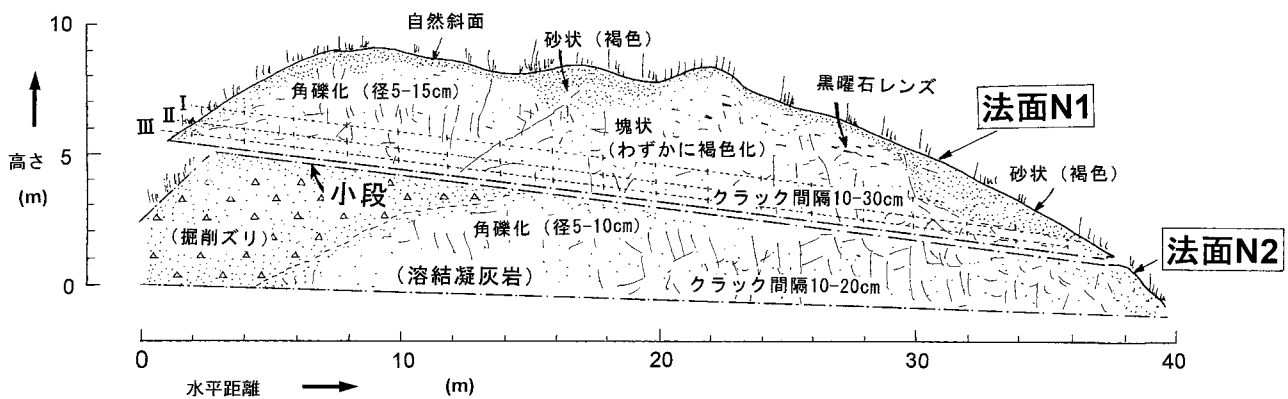 10
5
0
高さ
(m)
自然斜面
砂状（褐色）
黒曜石レンズ
角礫化（径5-15cm）
I
II
III
塊状
（わずかに褐色化）
法面N1
砂状（褐色）
小段
クラック間隔10-30cm
角礫化（径5-10cm）
（掘削ズリ）
法面N2
（溶結凝灰岩）
クラック間隔10-20cm
0
10
20
30
40
水平距離
(m)